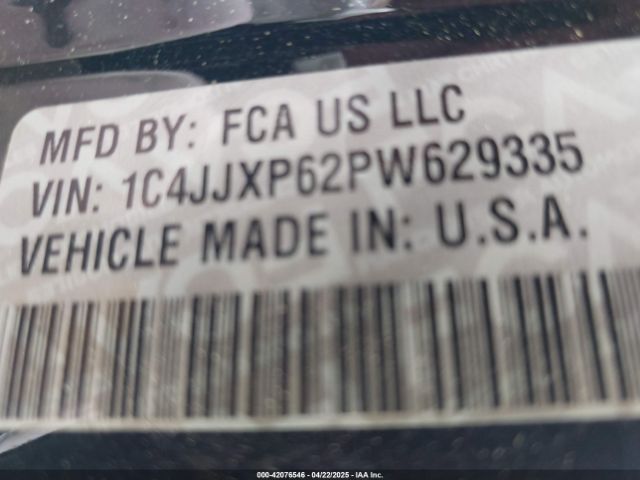 MFD BY: FCA US LLC
VIN: 1C4JJXP62PW629335
VEHICLE MADE IN: U.S.A.
000-42076546 - 04/22/2025 - IAA Inc.